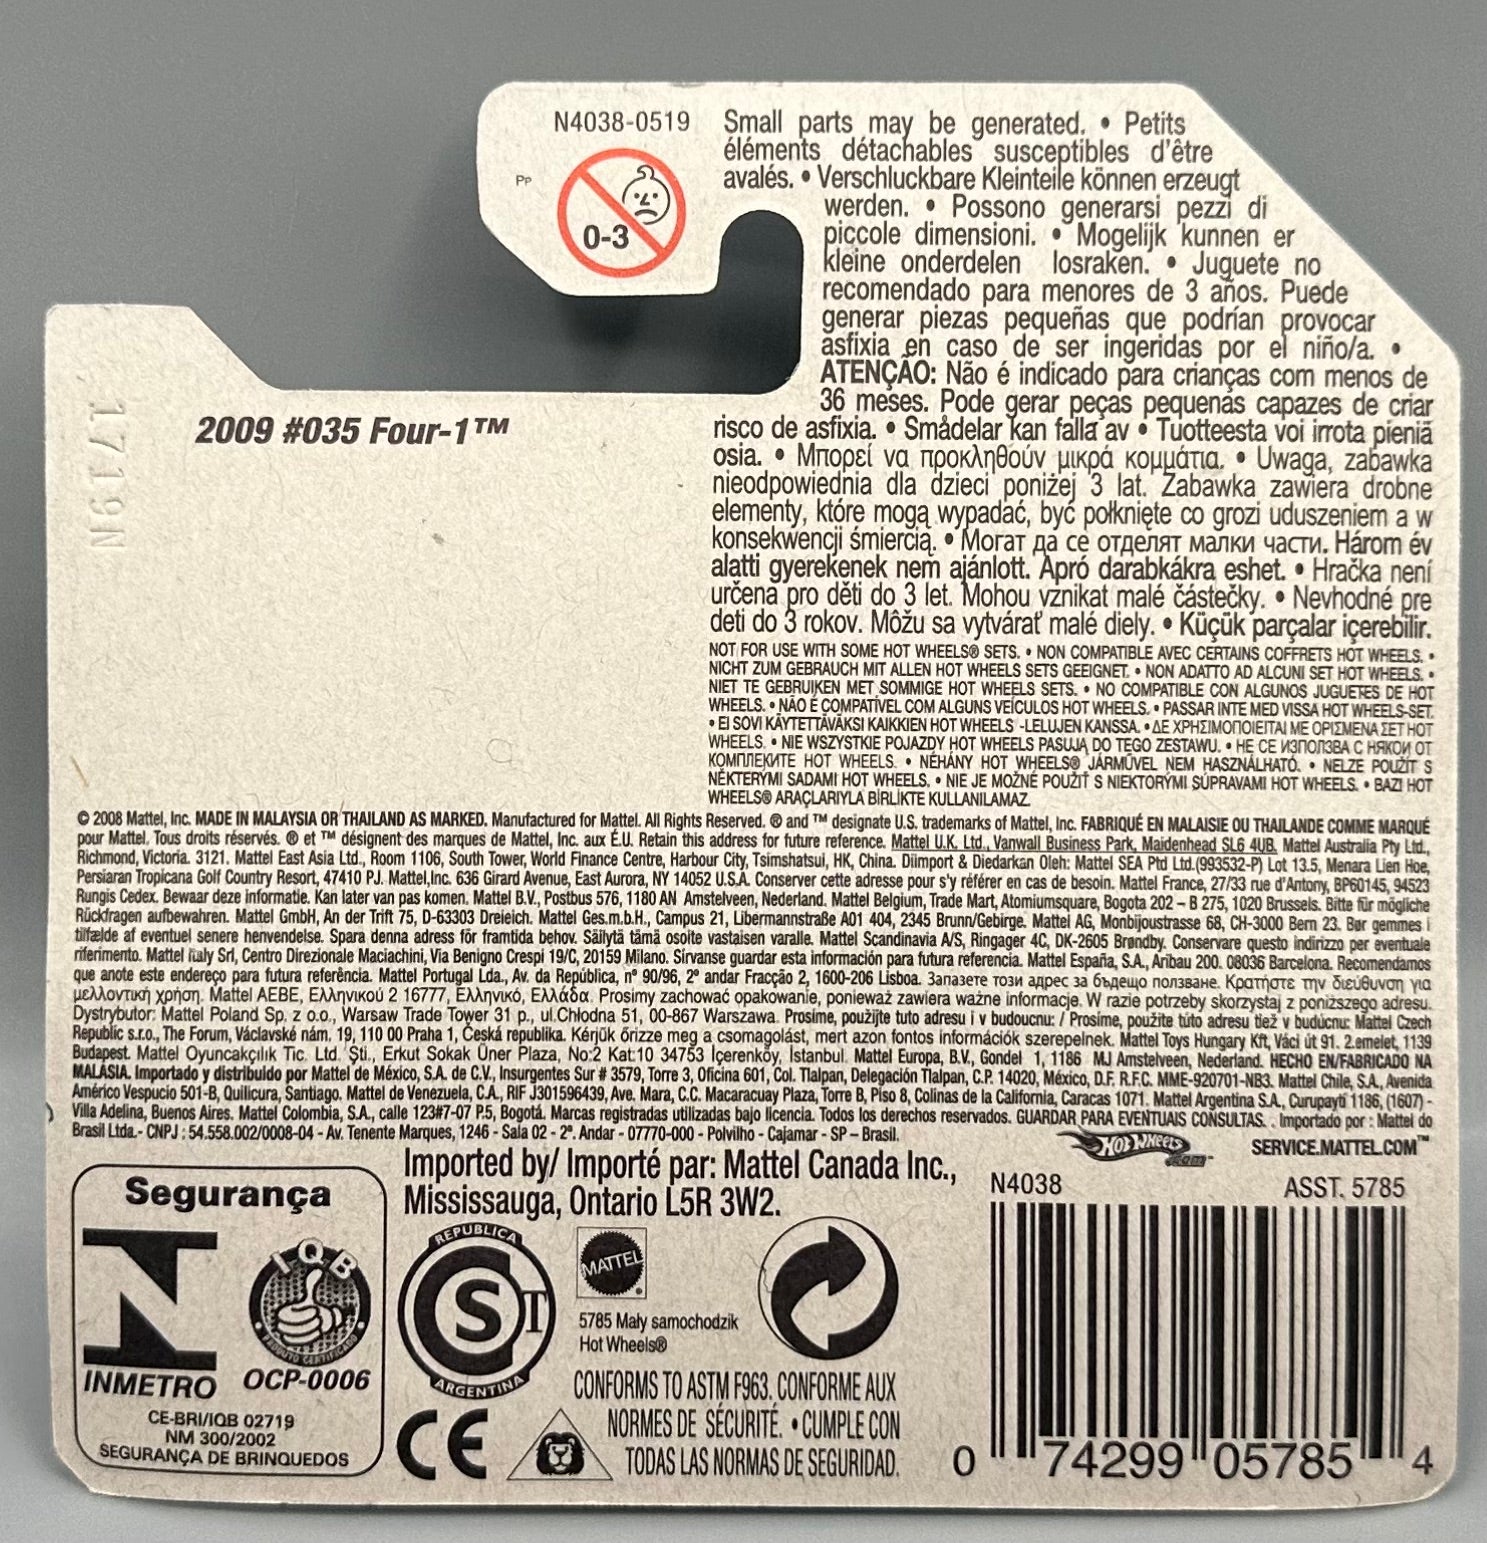 N4038-0519
Pp
0-3
Small parts may be generated. • Petits
éléments détachables susceptibles d'être
avalés. • Verschluckbare Kleinteile können erzeugt
werden. • Possono generarsi pezzi di
piccole dimensioni. • Mogelijk kunnen er
kleine onderdelen losraken. • Juguete no
recomendado para menores de 3 años. Puede
generar piezas pequeñas que podrían provocar
asfixia en caso de ser ingeridas por el niño/a. •
ATENÇÃO: Não é indicado para crianças com menos de
36 meses. Pode gerar peças pequenas capazes de criar
risco de asfixia. • Smådelar kan falla av • Tuotteesta voi irrota pieniä
osia. • Μπορεί να προκληθούν μικρά κομμάτια. • Uwaga, zabawka
nieodpowiednia dla dzieci poniżej 3 lat. Zabawka zawiera drobne
elementy, które mogą wypadać, być połknięte co grozi uduszeniem a w
konsekwencji śmiercią. • Могат да се отделят малки части. Három év
alatti gyerekenek nem ajánlott. Apró darabkákra eshet. • Hračka není
určena pro děti do 3 let. Mohou vznikat malé částečky. • Nevhodné pre
deti do 3 rokov. Môžu sa vytvárať malé diely. • Küçük parçalar içerebilir.
NOT FOR USE WITH SOME HOT WHEELS® SETS. • NON COMPATIBLE AVEC CERTAINS COFFRETS HOT WHEELS. •
NICHT ZUM GEBRAUCH MIT ALLEN HOT WHEELS SETS GEEIGNET. • NON ADATTO AD ALCUNI SET HOT WHEELS. •
NIET TE GEBRUIKEN MET SOMMIGE HOT WHEELS SETS. • NO COMPATIBLE CON ALGUNOS JUGUETES DE HOT
WHEELS. • NÃO É COMPATÍVEL COM ALGUNS VEÍCULOS HOT WHEELS. • PASSAR INTE MED VISSA HOT WHEELS-SET.
• EI SOVI KÄYTETTÄVÄKSI KAIKKIEN HOT WHEELS -LELUJEN KANSSA. • ΔΕ ΧΡΗΣΙΜΟΠΟΙΕΙΤΑΙ ΜΕ ΟΡΙΣΜΕΝΑ ΣΕΤ HOT
WHEELS. • NIE WSZYSTKIE POJAZDY HOT WHEELS PASUJĄ DO TEGO ZESTAWU. • НЕ СЕ ИЗПОЛЗВА С НЯКОИ ОТ
КОМПЛЕКИТЕ HOT WHEELS. • NÉHÁNY HOT WHEELS® JÁRMŰVEL NEM HASZNÁLHATÓ. • NELZE POUŽÍT S
NĚKTERÝMI SADAMI HOT WHEELS. • NIE JE MOŽNÉ POUŽIŤ S NIEKTORÝMI SÚPRAVAMI HOT WHEELS. • BAZI HOT
WHEELS® ARAÇLARIYLA BİRLİKTE KULLANILAMAZ.
1719N
2009 #035 Four-1™
© 2008 Mattel, Inc. MADE IN MALAYSIA OR THAILAND AS MARKED. Manufactured for Mattel. All Rights Reserved. ® and ™ designate U.S. trademarks of Mattel, Inc. FABRIQUÉ EN MALAISIE OU THAILANDE COMME MARQUÉ
pour Mattel. Tous droits réservés. ® et ™ désignent des marques de Mattel, Inc. aux É.U. Retain this address for future reference. Mattel U.K. Ltd., Vanwall Business Park, Maidenhead SL6 4UB. Mattel Australia Pty Ltd.,
Richmond, Victoria. 3121. Mattel East Asia Ltd., Room 1106, South Tower, World Finance Centre, Harbour City, Tsimshatsui, HK, China. Diimport & Diedarkan Oleh: Mattel SEA Ptd Ltd.(993532-P) Lot 13.5, Menara Lien Hoe,
Persiaran Tropicana Golf Country Resort, 47410 PJ. Mattel,Inc. 636 Girard Avenue, East Aurora, NY 14052 U.S.A. Conserver cette adresse pour s'y référer en cas de besoin. Mattel France, 27/33 rue d'Antony, BP60145, 94523
Rungis Cedex. Bewaar deze informatie. Kan later van pas komen. Mattel B.V., Postbus 576, 1180 AN Amstelveen, Nederland. Mattel Belgium, Trade Mart, Atomiumsquare, Bogota 202 – B 275, 1020 Brussels. Bitte für mögliche
Rückfragen aufbewahren. Mattel GmbH, An der Trift 75, D-63303 Dreieich. Mattel Ges.m.b.H., Campus 21, Libermannstraße A01 404, 2345 Brunn/Gebirge. Mattel AG, Monbijoustrasse 68, CH-3000 Bern 23. Bør gemmes i
tilfælde af eventuel senere henvendelse. Spara denna adress för framtida behov. Säilytä tämä osoite vastaisen varalle. Mattel Scandinavia A/S, Ringager 4C, DK-2605 Brøndby. Conservare questo indirizzo per eventuale
riferimento. Mattel Italy Srl, Centro Direzionale Maciachini, Via Benigno Crespi 19/C, 20159 Milano. Sírvanse guardar esta información para futura referencia. Mattel España, S.A., Aribau 200. 08036 Barcelona. Recomendamos
que anote este endereço para futura referência. Mattel Portugal Lda., Av. da República, nº 90/96, 2º andar Fracção 2, 1600-206 Lisboa. Запазете този адрес за бъдещо ползване. Κρατήστε την διεύθυνση για
μελλοντική χρήση. Mattel AEBE, Ελληνικού 2 16777, Ελληνικό, Ελλάδα. Prosimy zachować opakowanie, ponieważ zawiera ważne informacje. W razie potrzeby skorzystaj z poniższego adresu.
Dystrybutor: Mattel Poland Sp. z o.o., Warsaw Trade Tower 31 p., ul.Chłodna 51, 00-867 Warszawa. Prosíme, použijte tuto adresu i v budoucnu: / Prosíme, použite túto adresu tiež v budúcnu: Mattel Czech
Republic s.r.o., The Forum, Václavské nám. 19, 110 00 Praha 1, Česká republika. Kérjük őrizze meg a csomagolást, mert azon fontos információk szerepelnek. Mattel Toys Hungary Kft, Váci út 91. 2.emelet, 1139
Budapest. Mattel Oyuncakçılık Tic. Ltd. Şti., Erkut Sokak Üner Plaza, No:2 Kat:10 34753 İçerenköy, İstanbul. Mattel Europa, B.V., Gondel 1, 1186 MJ Amstelveen, Nederland. HECHO EN/FABRICADO NA
MALÁSIA. Importado y distribuido por Mattel de México, S.A. de C.V., Insurgentes Sur # 3579, Torre 3, Oficina 601, Col. Tlalpan, Delegación Tlalpan, C.P. 14020, México, D.F. R.F.C. MME-920701-NB3. Mattel Chile, S.A., Avenida
Américo Vespucio 501-B, Quilicura, Santiago. Mattel de Venezuela, C.A., RIF J301596439, Ave. Mara, C.C. Macaracuay Plaza, Torre B, Piso 8, Colinas de la California, Caracas 1071. Mattel Argentina S.A., Curupaytí 1186, (1607) -
Villa Adelina, Buenos Aires. Mattel Colombia, S.A., calle 123#7-07 P.5, Bogotá. Marcas registradas utilizadas bajo licencia. Todos los derechos reservados. GUARDAR PARA EVENTUAIS CONSULTAS. . Importado por : Mattel do
Brasil Ltda.- CNPJ : 54.558.002/0008-04 - Av. Tenente Marques, 1246 - Sala 02 - 2º. Andar - 07770-000 - Polvilho - Cajamar - SP – Brasil.
HOT WHEELS .com™
SERVICE.MATTEL.COM™
Segurança
INMETRO
IQB
PRODUTO CERTIFICADO
OCP-0006
CE-BRI/IQB 02719
NM 300/2002
SEGURANÇA DE BRINQUEDOS
Imported by/ Importé par: Mattel Canada Inc.,
Mississauga, Ontario L5R 3W2.
REPUBLICA
ST
ARGENTINA
MATTEL
5785 Mały samochodzik
Hot Wheels®
CE
CONFORMS TO ASTM F963. CONFORME AUX
NORMES DE SÉCURITÉ. • CUMPLE CON
TODAS LAS NORMAS DE SEGURIDAD.
N4038
ASST. 5785
0 74299 05785 4